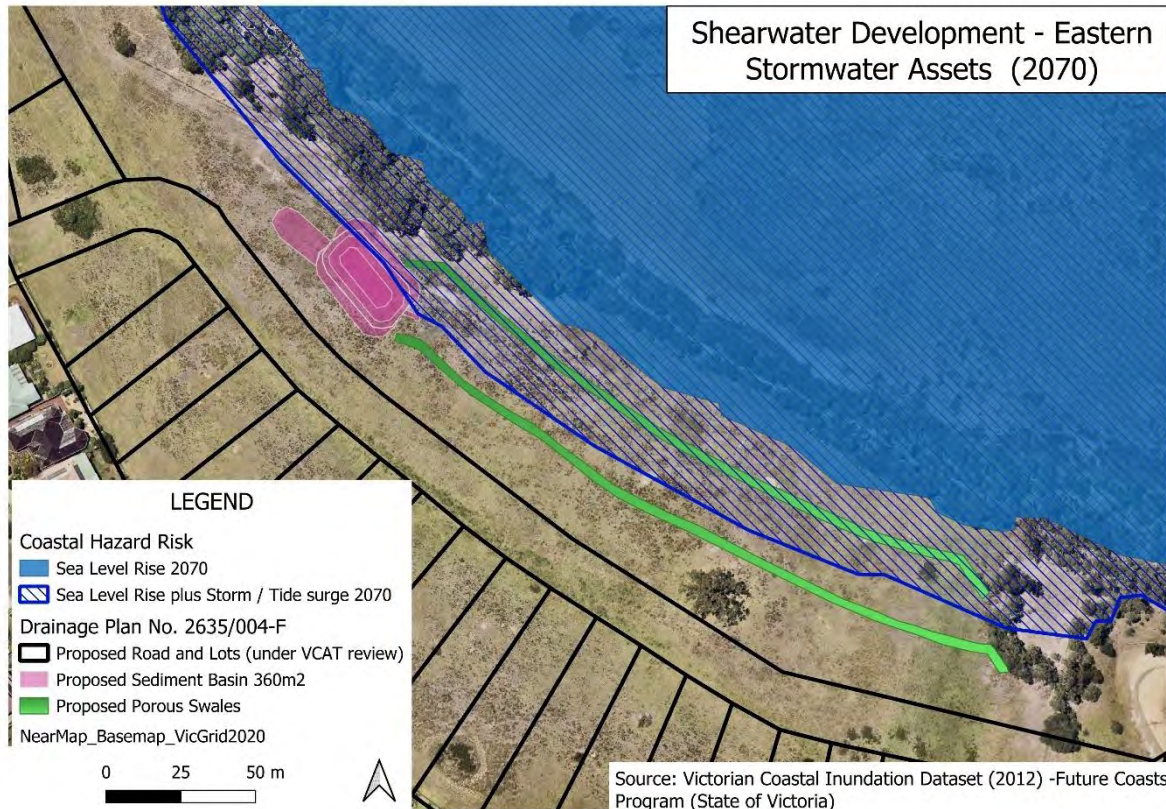 Shearwater Development - Eastern
Stormwater Assets (2070)
LEGEND
Coastal Hazard Risk
Sea Level Rise 2070
Sea Level Rise plus Storm / Tide surge 2070
Drainage Plan No. 2635/004-F
Proposed Road and Lots (under VCAT review)
Proposed Sediment Basin 360m2
Proposed Porous Swales
NearMap_Basemap_VicGrid2020
0 25 50 m
Source: Victorian Coastal Inundation Dataset (2012) -Future Coasts
Program (State of Victoria)